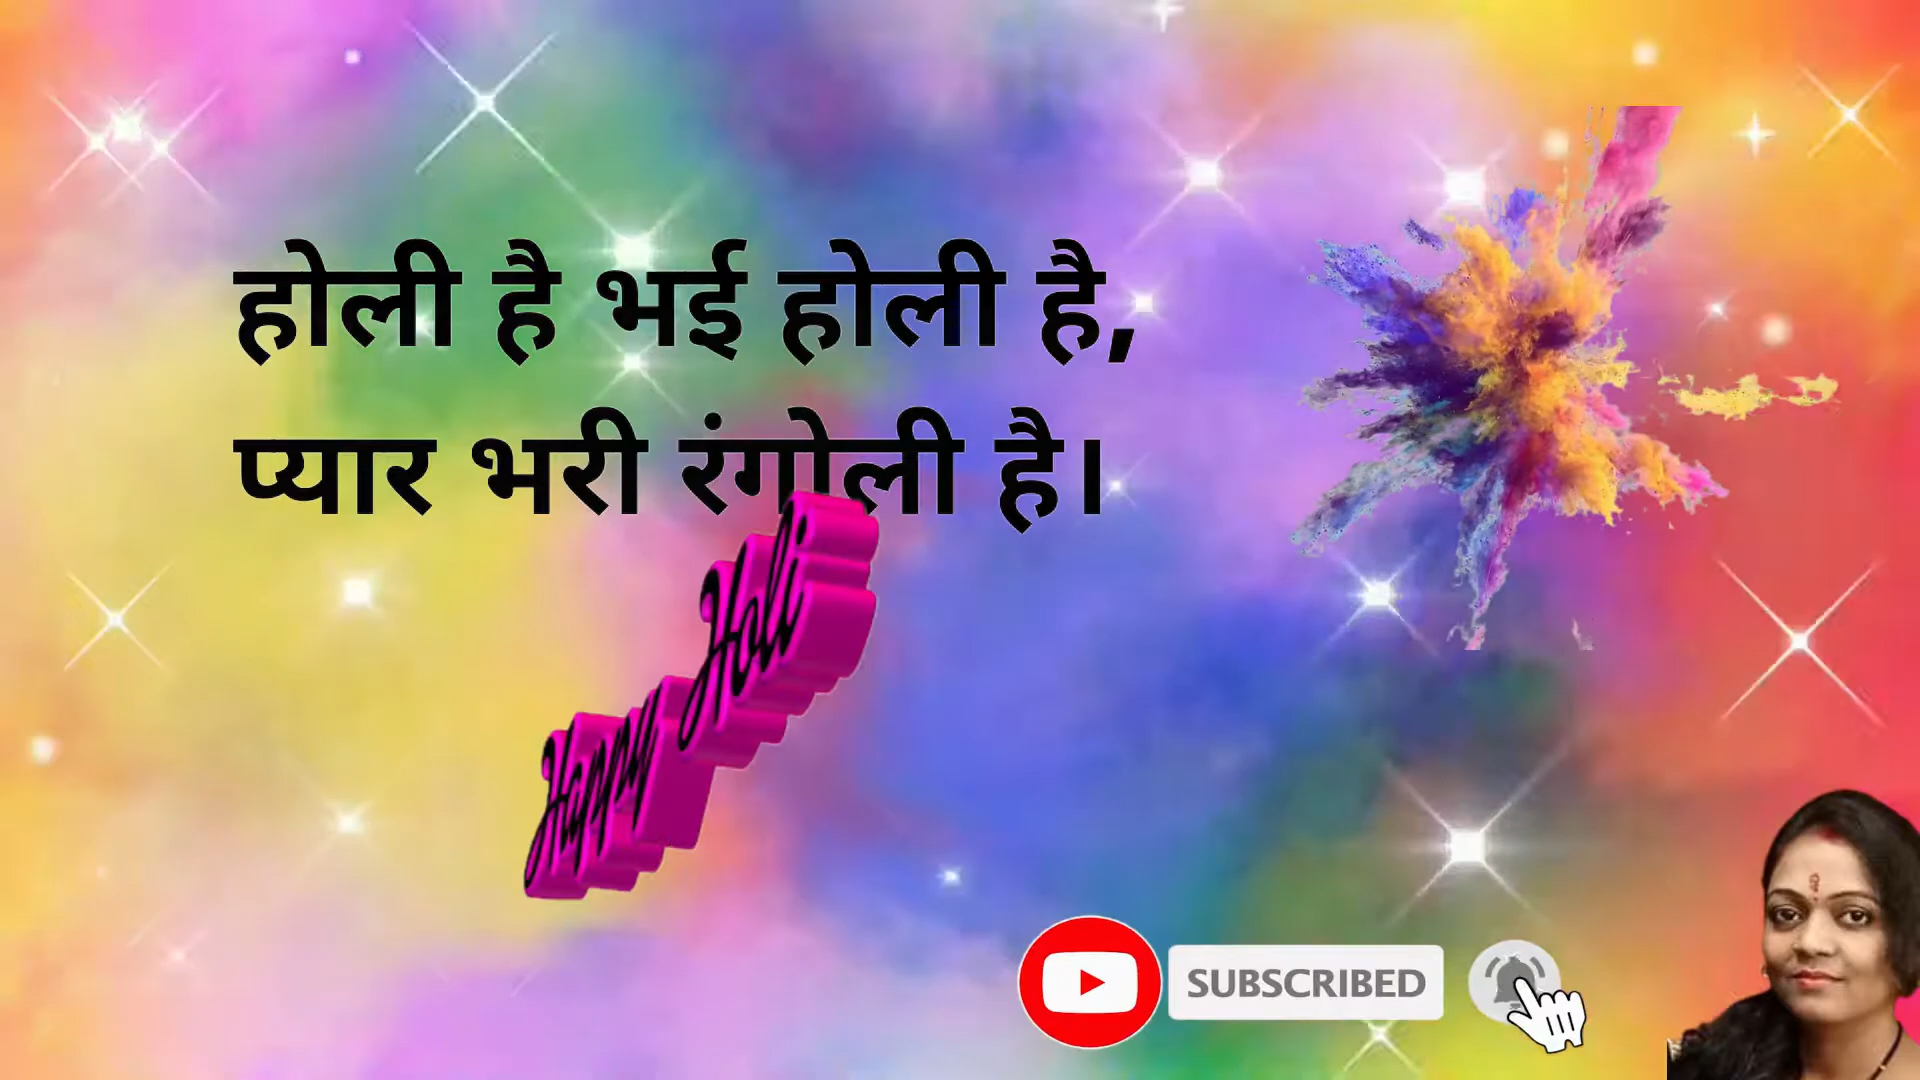 होली है भई होली है,
प्यार भरी रंगोली है।
Happy Holi
SUBSCRIBED